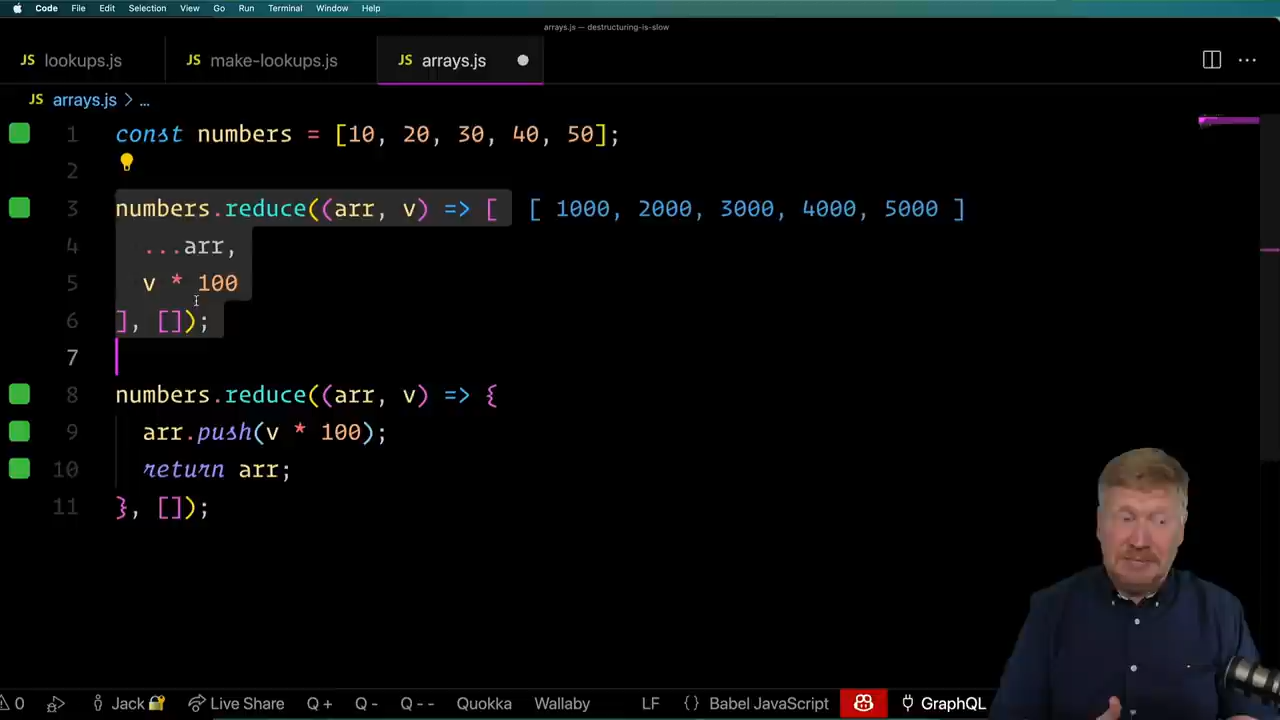 Code File Edit Selection View Go Run Terminal Window Help
arrays.js — destructuring-is-slow
JS lookups.js JS make-lookups.js JS arrays.js
JS arrays.js > ...
1 const numbers = [10, 20, 30, 40, 50];
2
3 numbers.reduce((arr, v) => [ [ 1000, 2000, 3000, 4000, 5000 ]
4 ...arr,
5 v * 100
6 ], []);
7
8 numbers.reduce((arr, v) => {
9 arr.push(v * 100);
10 return arr;
11 }, []);
0 Jack Live Share Q + Q - Q - - Quokka Wallaby LF { } Babel JavaScript GraphQL